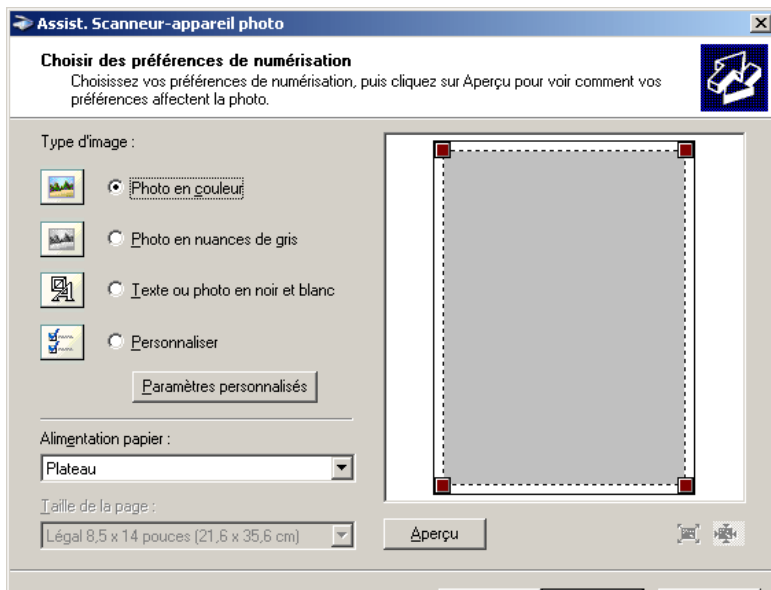 Assist. Scanneur-appareil photo
Choisir des préférences de numérisation
Choisissez vos préférences de numérisation, puis cliquez sur Aperçu pour voir comment vos
préférences affectent la photo.
Type d'image :
Photo en couleur
Photo en nuances de gris
Texte ou photo en noir et blanc
Personnaliser
Paramètres personnalisés
Alimentation papier :
Plateau
Taille de la page :
Légal 8,5 x 14 pouces (21,6 x 35,6 cm)
Aperçu